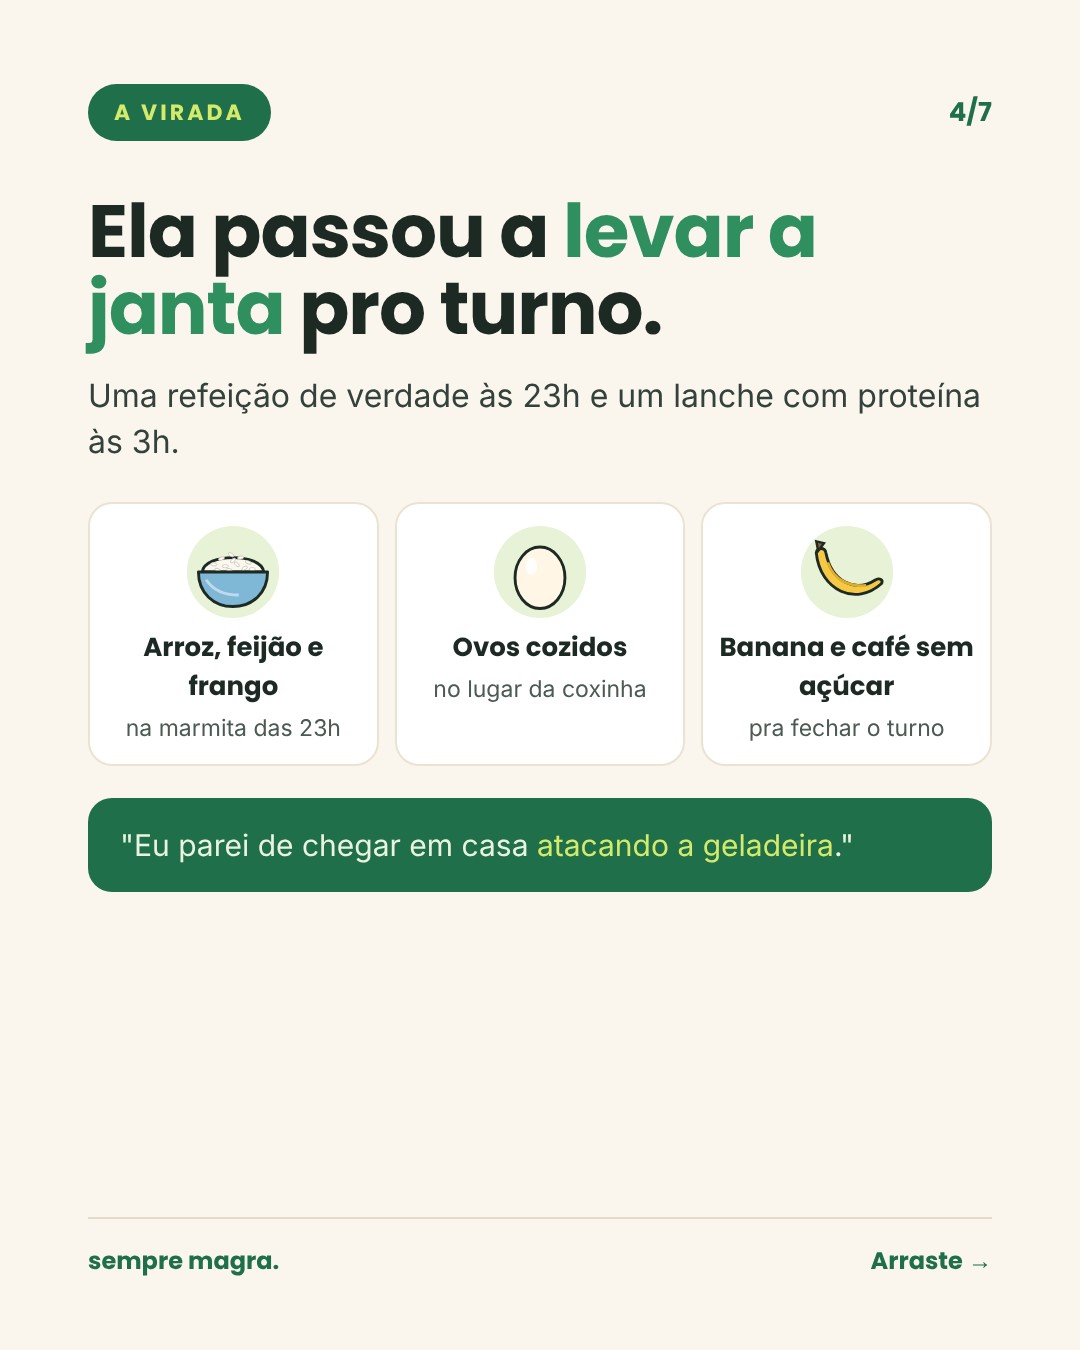 A VIRADA
4/7
Ela passou a levar a
janta pro turno.
Uma refeição de verdade às 23h e um lanche com proteína
às 3h.
Arroz, feijão e
frango
na marmita das 23h
Ovos cozidos
no lugar da coxinha
Banana e café sem
açúcar
pra fechar o turno
"Eu parei de chegar em casa atacando a geladeira."
sempre magra.
Arraste →